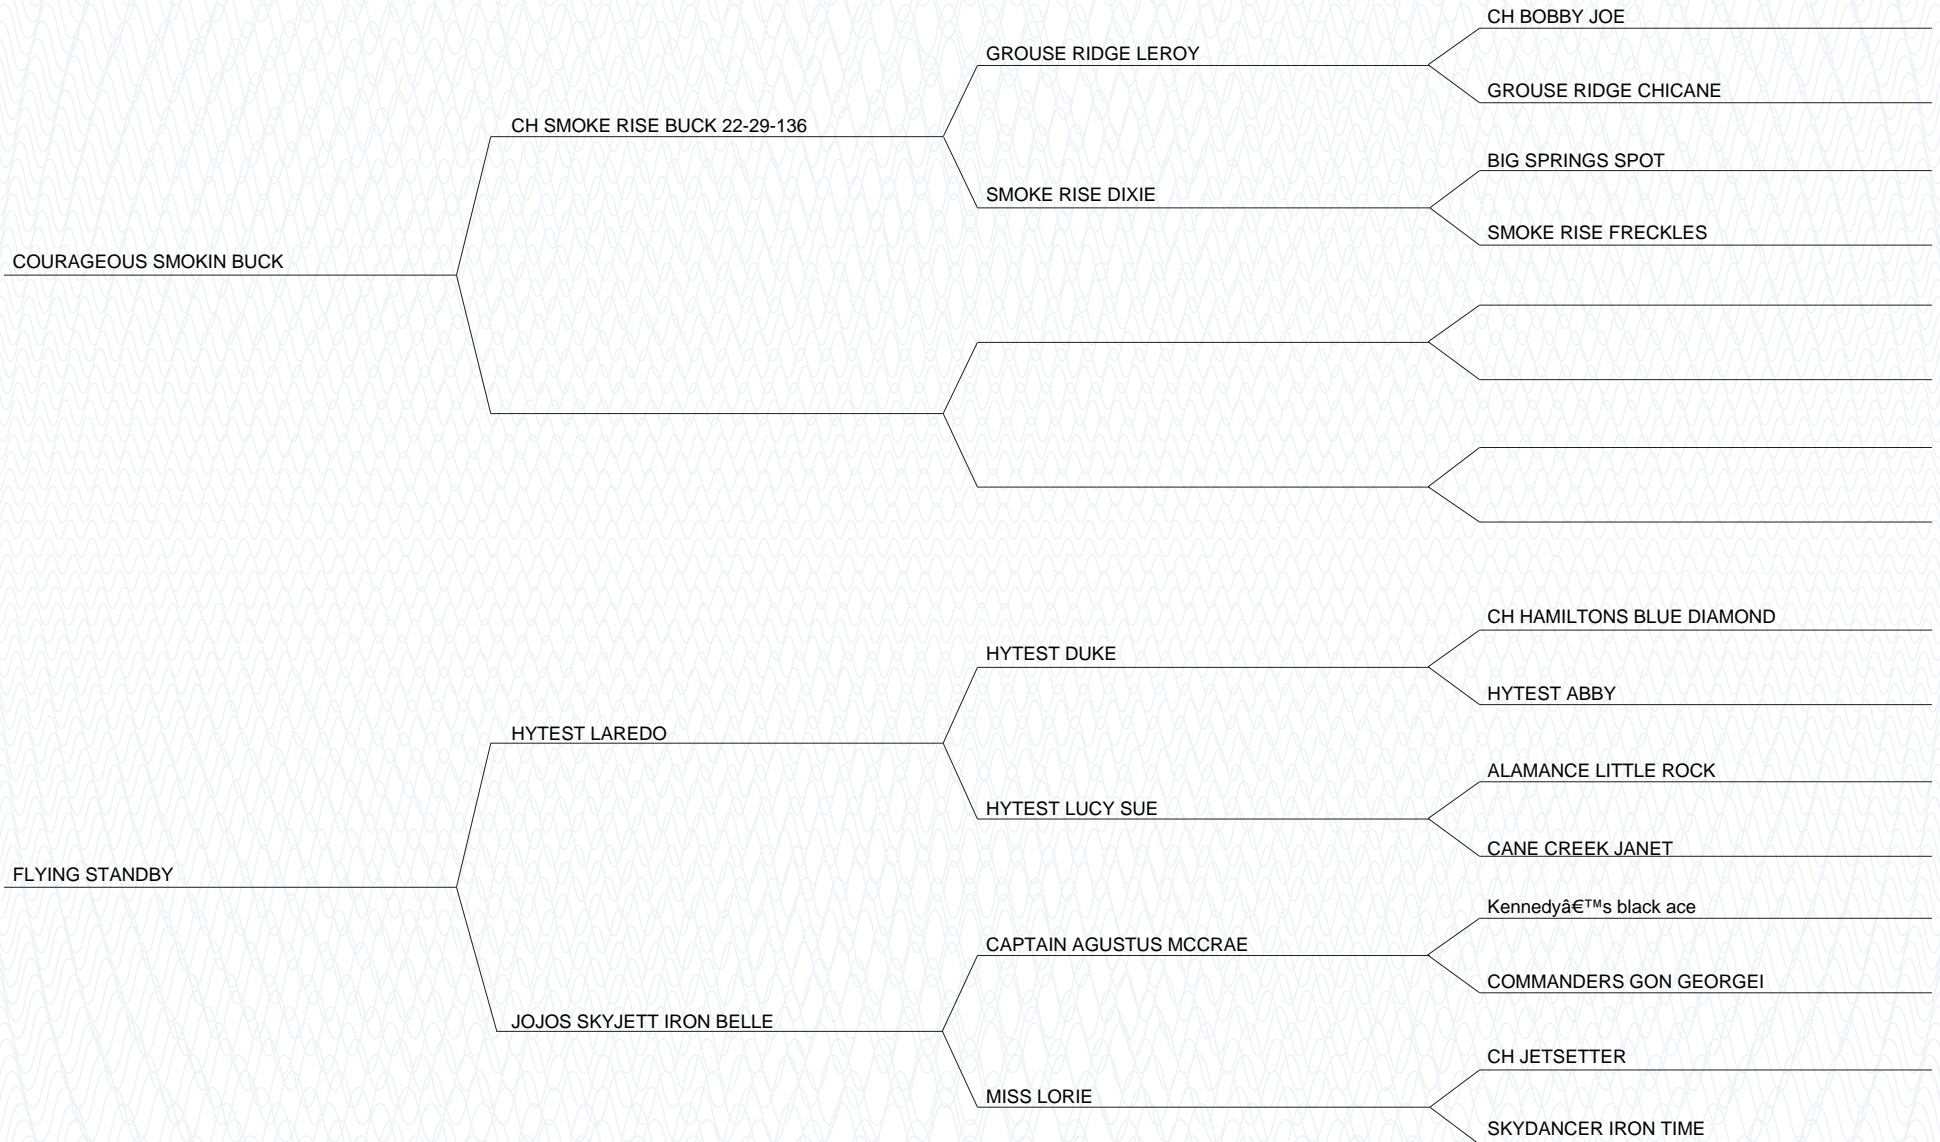 CH BOBBY JOE
GROUSE RIDGE LEROY
GROUSE RIDGE CHICANE
CH SMOKE RISE BUCK 22-29-136
BIG SPRINGS SPOT
SMOKE RISE DIXIE
SMOKE RISE FRECKLES
COURAGEOUS SMOKIN BUCK
CH HAMILTONS BLUE DIAMOND
HYTEST DUKE
HYTEST ABBY
HYTEST LAREDO
ALAMANCE LITTLE ROCK
HYTEST LUCY SUE
CANE CREEK JANET
FLYING STANDBY
Kennedyâ€™s black ace
CAPTAIN AGUSTUS MCCRAE
COMMANDERS GON GEORGEI
JOJOS SKYJETT IRON BELLE
CH JETSETTER
MISS LORIE
SKYDANCER IRON TIME